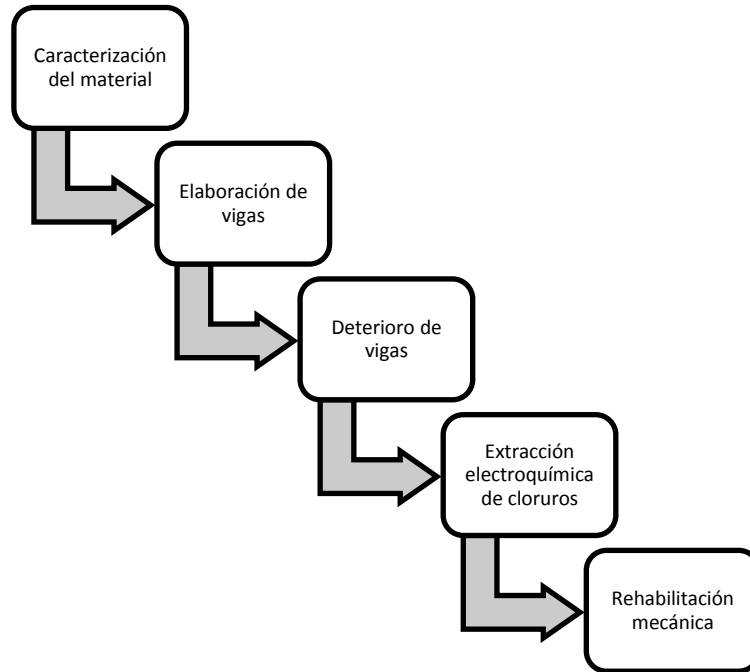 Caracterización
del material
Elaboración de
vigas
Deterioro de
vigas
Extracción
electroquímica
de cloruros
Rehabilitación
mecánica